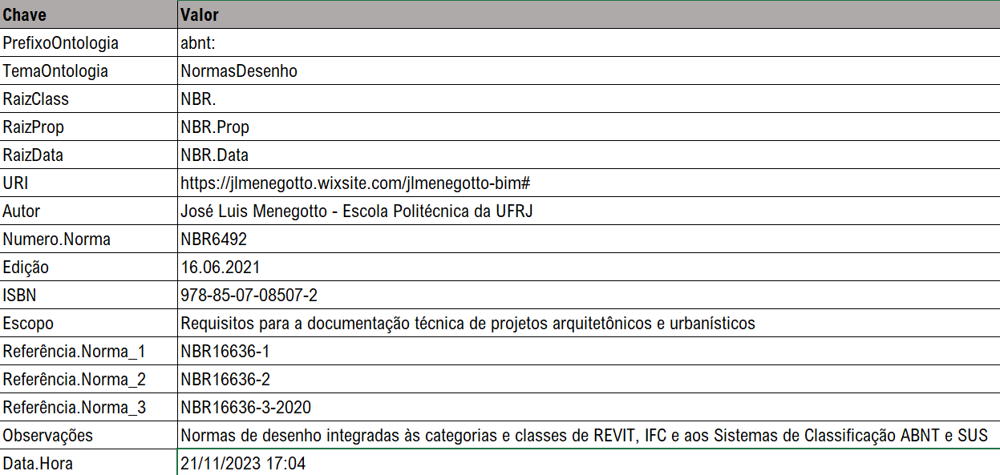 Chave Valor
PrefixoOntologia abnt:
TemaOntologia NormasDesenho
RaizClass NBR.
RaizProp NBR.Prop
RaizData NBR.Data
URI https://jlmenegotto.wixsite.com/jlmenegotto-bim#
Autor José Luis Menegotto - Escola Politécnica da UFRJ
Numero.Norma NBR6492
Edição 16.06.2021
ISBN 978-85-07-08507-2
Escopo Requisitos para a documentação técnica de projetos arquitetônicos e urbanísticos
Referência.Norma_1 NBR16636-1
Referência.Norma_2 NBR16636-2
Referência.Norma_3 NBR16636-3-2020
Observações Normas de desenho integradas às categorias e classes de REVIT, IFC e aos Sistemas de Classificação ABNT e SUS
Data.Hora 21/11/2023 17:04